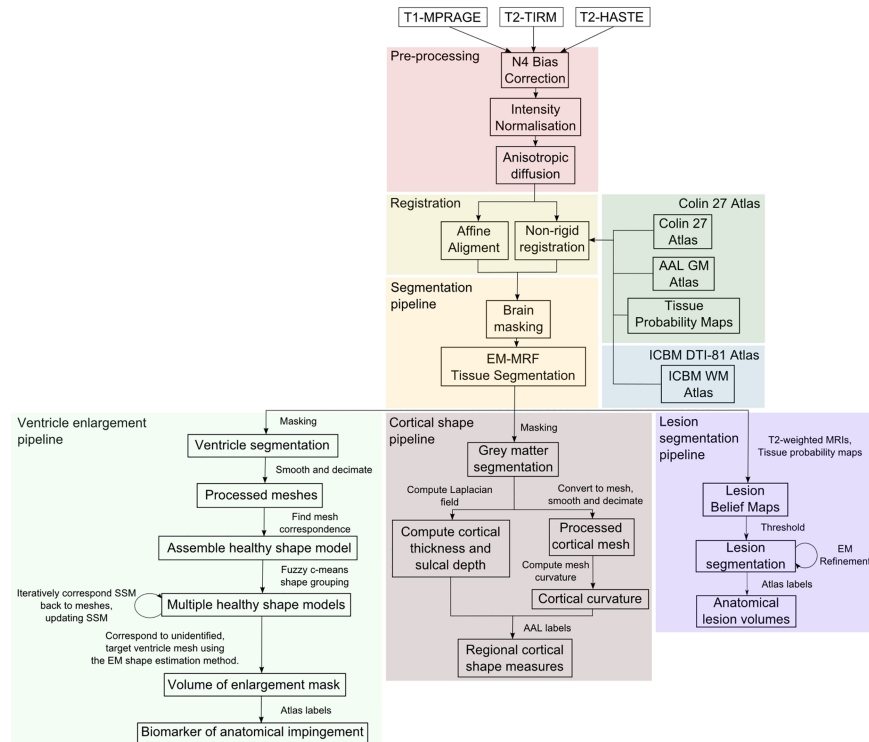 T1-MPRAGE
T2-TIRM
T2-HASTE
Pre-processing
N4 Bias
Correction
Intensity
Normalisation
Anisotropic
diffusion
Registration
Affine
Aligment
Non-rigid
registration
Colin 27 Atlas
Colin 27
Atlas
AAL GM
Atlas
Tissue
Probability Maps
ICBM DTI-81 Atlas
ICBM WM
Atlas
Segmentation
pipeline
Brain
masking
EM-MRF
Tissue Segmentation
Ventricle enlargement
pipeline
Masking
Ventricle segmentation
Smooth and decimate
Processed meshes
Find mesh
correspondence
Assemble healthy shape model
Fuzzy c-means
shape grouping
Iteratively correspond SSM
back to meshes,
updating SSM
Multiple healthy shape models
Correspond to unidentified,
target ventricle mesh using
the EM shape estimation method.
Volume of enlargement mask
Atlas labels
Biomarker of anatomical impingement
Cortical shape
pipeline
Masking
Grey matter
segmentation
Compute Laplacian
field
Convert to mesh,
smooth and decimate
Compute cortical
thickness and
sulcal depth
Processed
cortical mesh
Compute mesh
curvature
Cortical curvature
AAL labels
Regional cortical
shape measures
Lesion
segmentation
pipeline
T2-weighted MRIs,
Tissue probability maps
Lesion
Belief Maps
Threshold
Lesion
segmentation
EM
Refinement
Atlas labels
Anatomical
lesion volumes